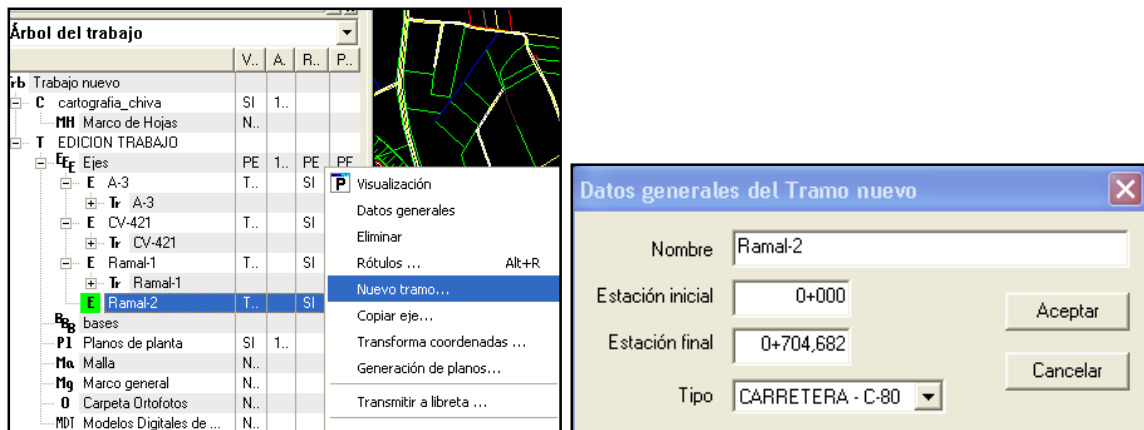 Árbol del trabajo
V.. A. R.. P..
rb Trabajo nuevo
C cartografia_chiva SI 1..
MH Marco de Hojas N..
T EDICION TRABAJO
EEE Ejes PE 1.. PE PE
E A-3 T.. SI
Tr A-3
E CV-421 T.. SI
Tr CV-421
E Ramal-1 T.. SI
Tr Ramal-1
E Ramal-2 T.. SI
BBB bases
Pl Planos de planta SI 1..
Ma Malla N..
Mg Marco general N..
O Carpeta Ortofotos N..
MDT Modelos Digitales de ... N..
P Visualización
Datos generales
Eliminar
Rótulos ... Alt+R
Nuevo tramo...
Copiar eje...
Transforma coordenadas ...
Generación de planos...
Transmitir a libreta ...
Datos generales del Tramo nuevo
Nombre Ramal-2
Estación inicial 0+000
Estación final 0+704,682
Tipo CARRETERA - C-80
Aceptar
Cancelar